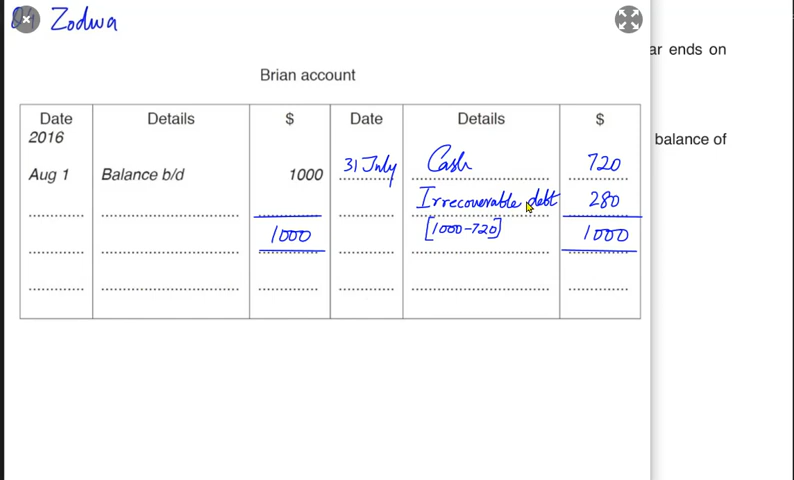 Zodwa
ar ends on
Brian account
Date Details $ Date Details $
2016
balance of
Aug 1 Balance b/d 1000 31 July Cash 720
Irrecoverable debt 280
1000 [1000-720] 1000